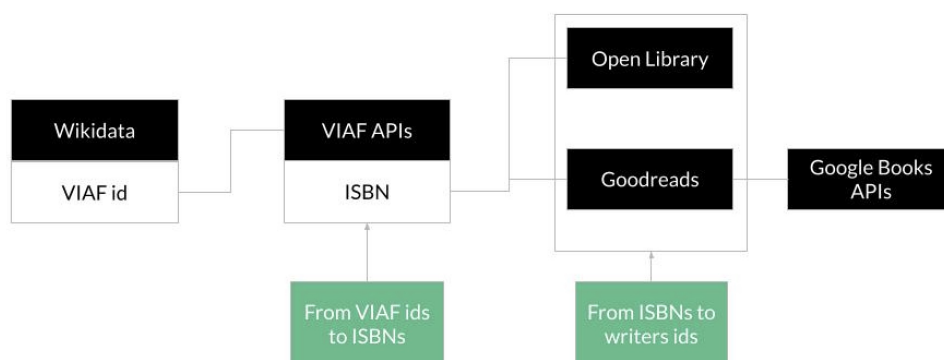 Wikidata
VIAF id
VIAF APIs
ISBN
Open Library
Goodreads
Google Books
APIs
From VIAF ids
to ISBNs
From ISBNs to
writers ids